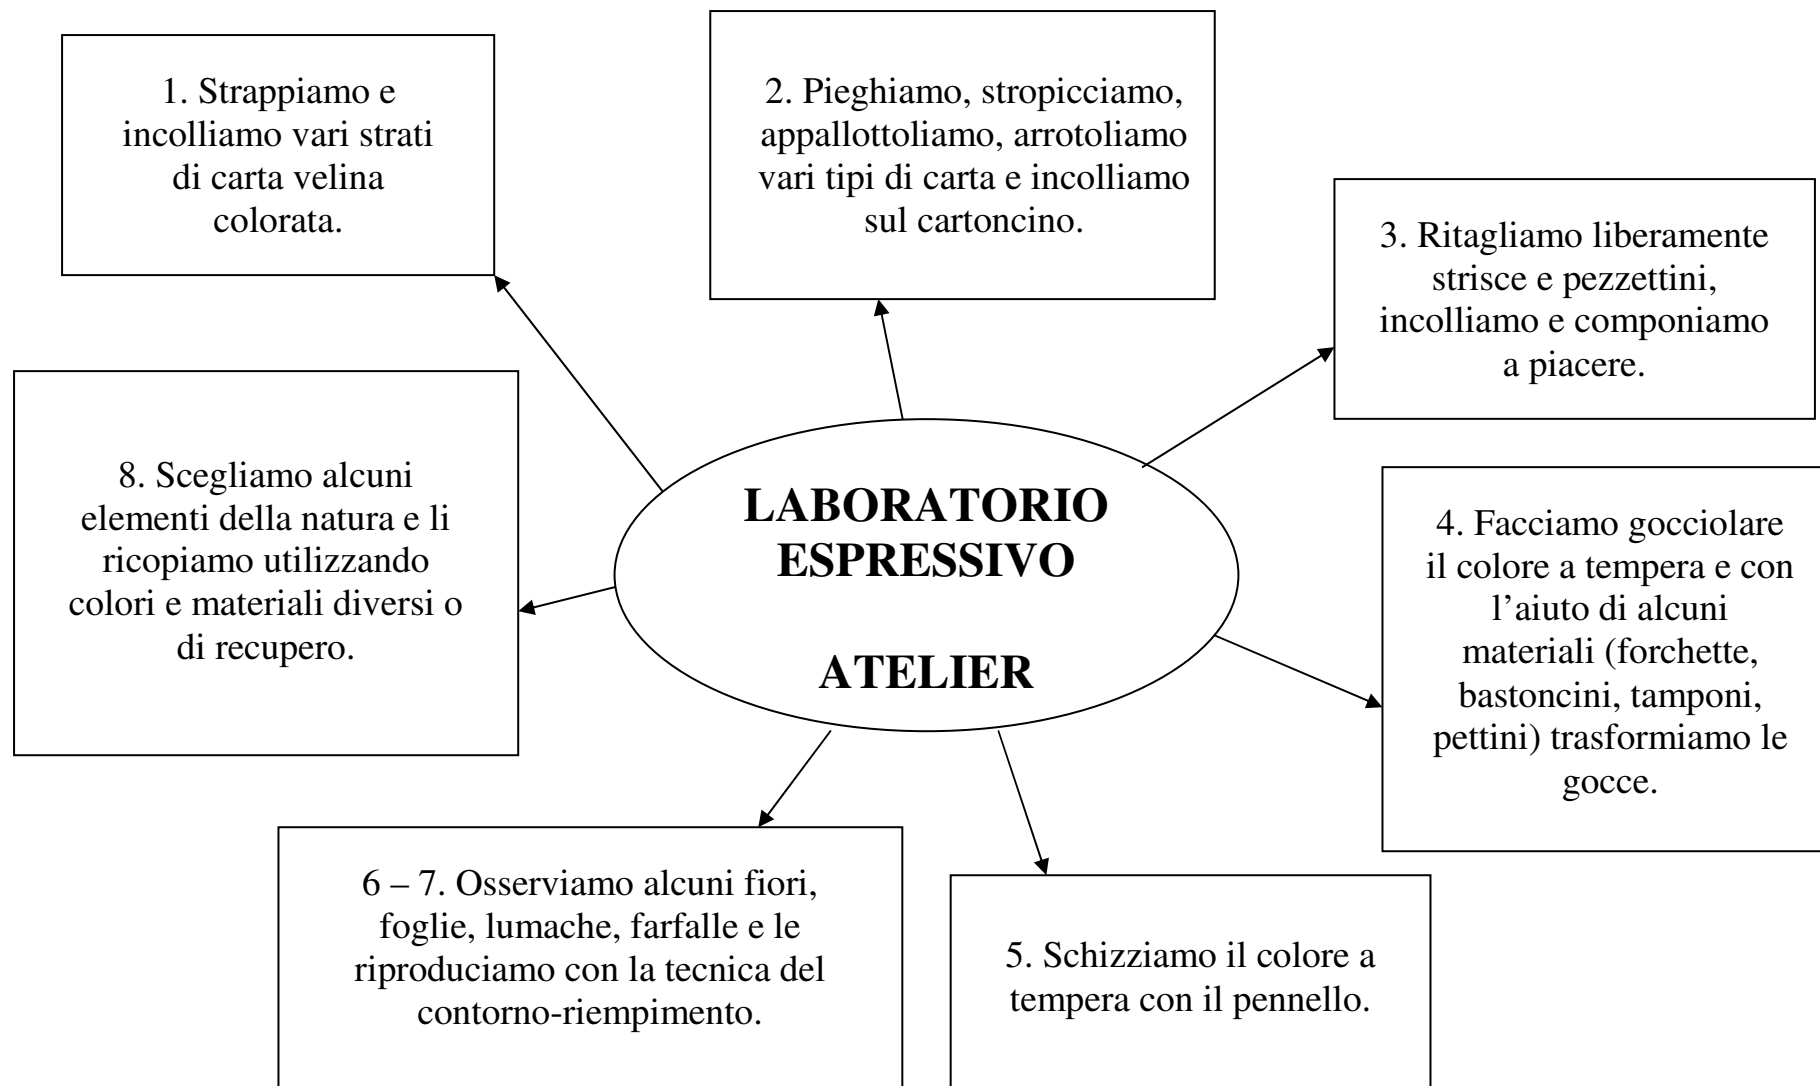 1. Strappiamo e
incolliamo vari strati
di carta velina
colorata.
2. Pieghiamo, stropicciamo,
appallottoliamo, arrotoliamo
vari tipi di carta e incolliamo
sul cartoncino.
3. Ritagliamo liberamente
strisce e pezzettini,
incolliamo e componiamo
a piacere.
8. Scegliamo alcuni
elementi della natura e li
ricopiamo utilizzando
colori e materiali diversi o
di recupero.
LABORATORIO
ESPRESSIVO
ATELIER
4. Facciamo gocciolare
il colore a tempera e con
l’aiuto di alcuni
materiali (forchette,
bastoncini, tamponi,
pettini) trasformiamo le
gocce.
6 – 7. Osserviamo alcuni fiori,
foglie, lumache, farfalle e le
riproduciamo con la tecnica del
contorno-riempimento.
5. Schizziamo il colore a
tempera con il pennello.